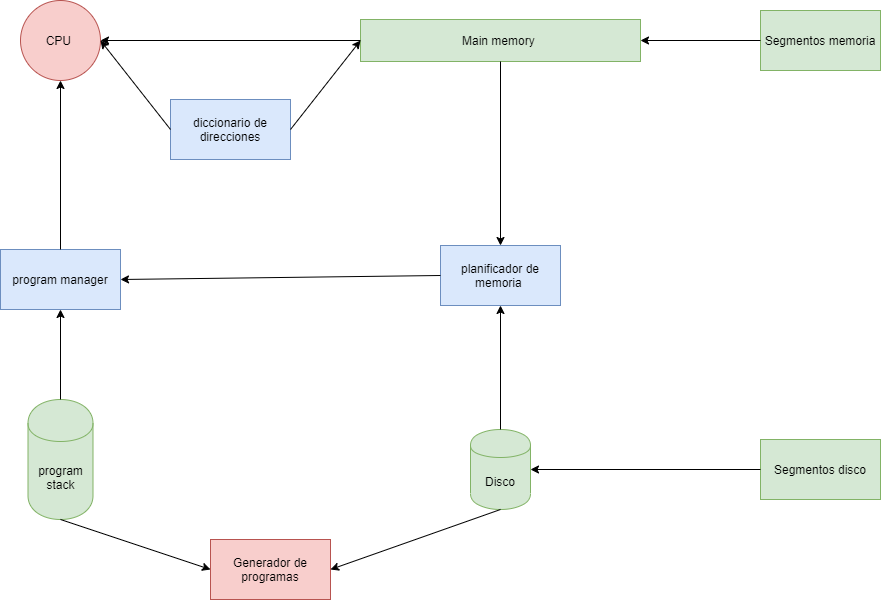 CPU
Main memory
Segmentos memoria
diccionario de
direcciones
program manager
planificador de
memoria
program
stack
Disco
Segmentos disco
Generador de
programas